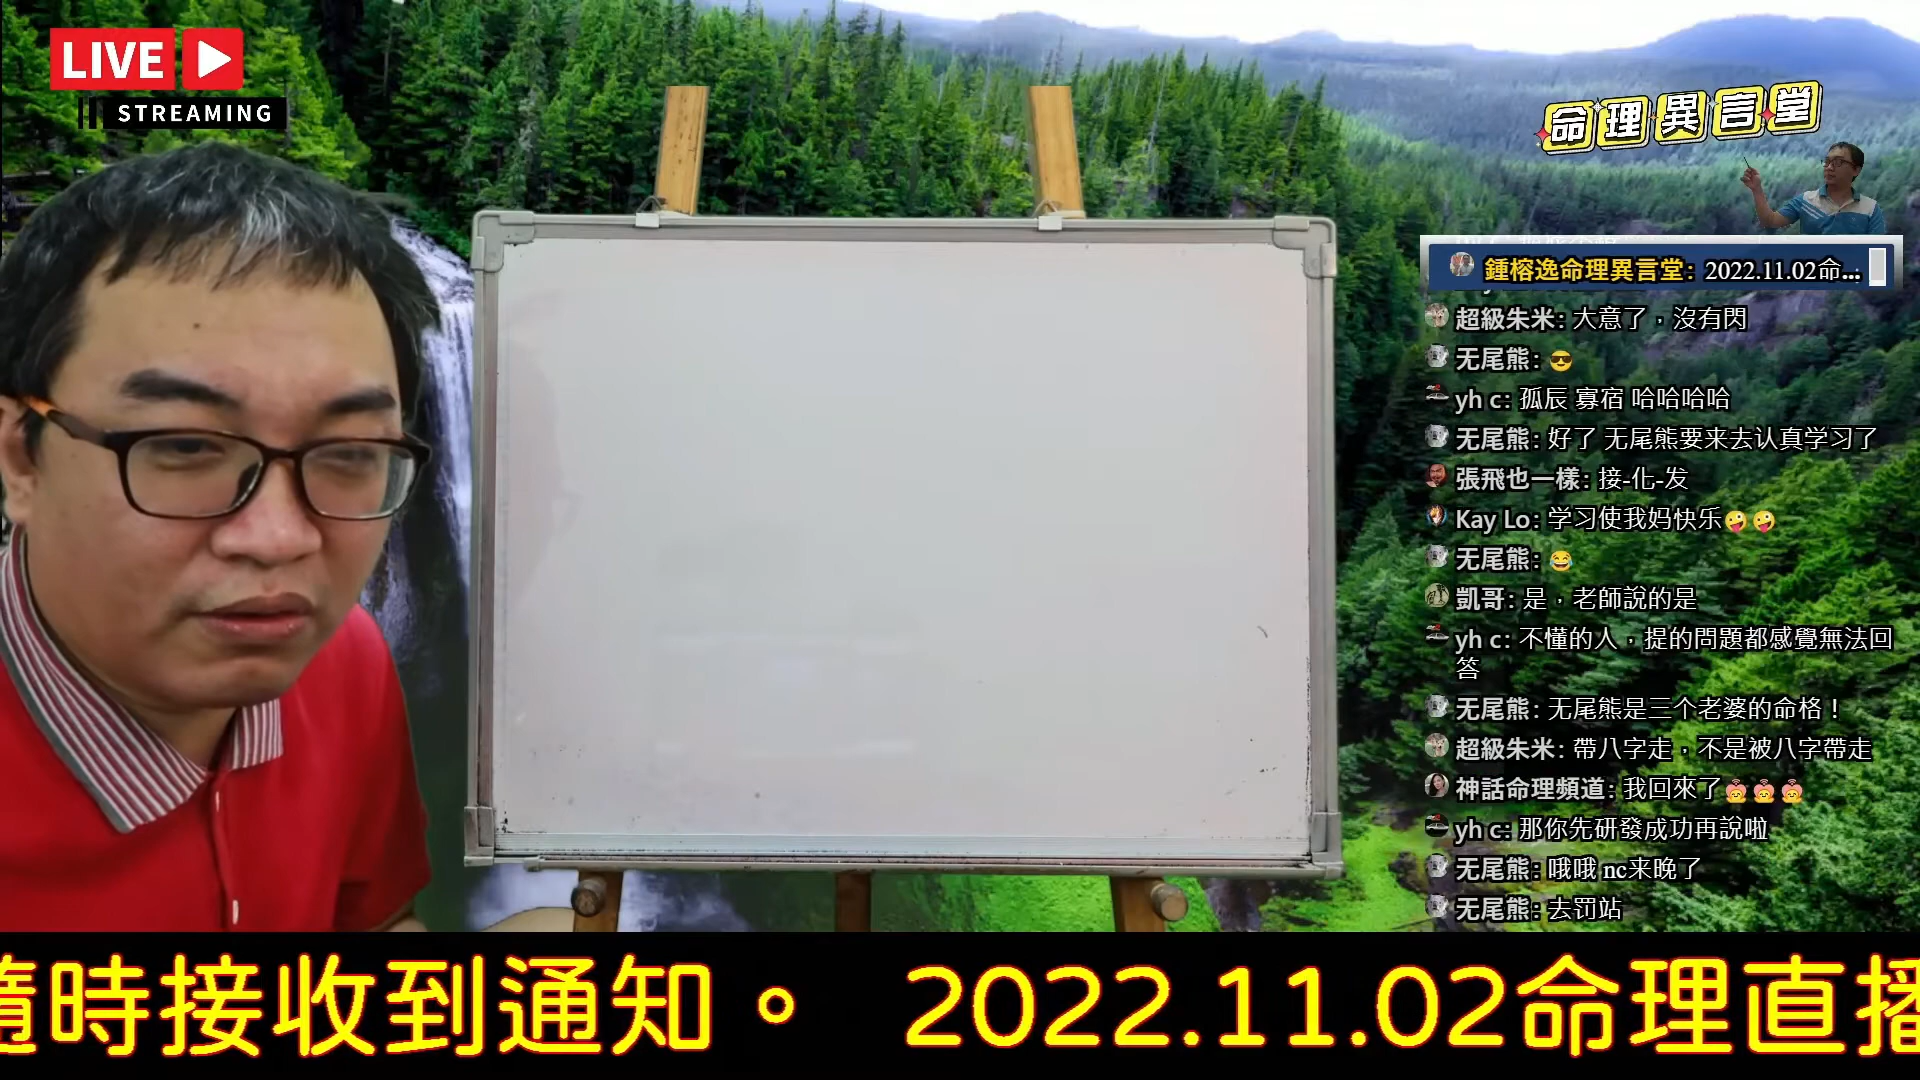 LIVE
STREAMING
命理異言堂
鍾榕逸命理異言堂: 2022.11.02命...
超級朱米: 大意了，沒有閃
无尾熊: 😎
yh c: 孤辰 寡宿 哈哈哈哈
无尾熊: 好了 无尾熊要来去认真学习了
張飛也一樣: 接-化-发
Kay Lo: 学习使我妈快乐🤪🤪
无尾熊: 😂
凱哥: 是，老師說的是
yh c: 不懂的人，提的問題都感覺無法回
答
无尾熊: 无尾熊是三个老婆的命格！
超級朱米: 帶八字走，不是被八字帶走
神話命理頻道: 我回來了
yh c: 那你先研發成功再說啦
无尾熊: 哦哦 nc来晚了
无尾熊: 去罚站
隨時接收到通知。 2022.11.02命理直播